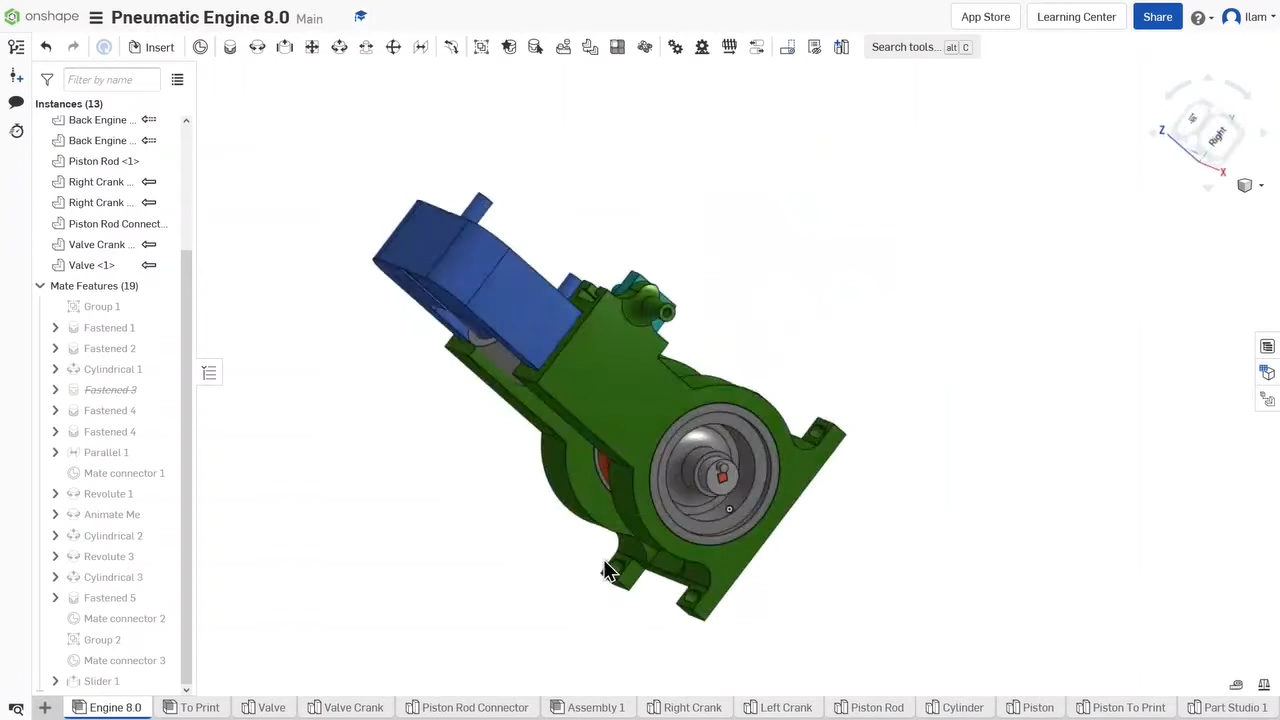 onshape Pneumatic Engine 8.0 Main App Store Learning Center Share Ilam
Insert Search tools... alt C
Filter by name
Instances (13)
Back Engine ...
Back Engine ...
Piston Rod <1>
Right Crank ...
Right Crank ...
Piston Rod Connect...
Valve Crank ...
Valve <1>
Mate Features (19)
Group 1
Fastened 1
Fastened 2
Cylindrical 1
Fastened 3
Fastened 4
Fastened 4
Parallel 1
Mate connector 1
Revolute 1
Animate Me
Cylindrical 2
Revolute 3
Cylindrical 3
Fastened 5
Mate connector 2
Group 2
Mate connector 3
Slider 1
Z
Right
X
Engine 8.0 To Print Valve Valve Crank Piston Rod Connector Assembly 1 Right Crank Left Crank Piston Rod Cylinder Piston Piston To Print Part Studio 1